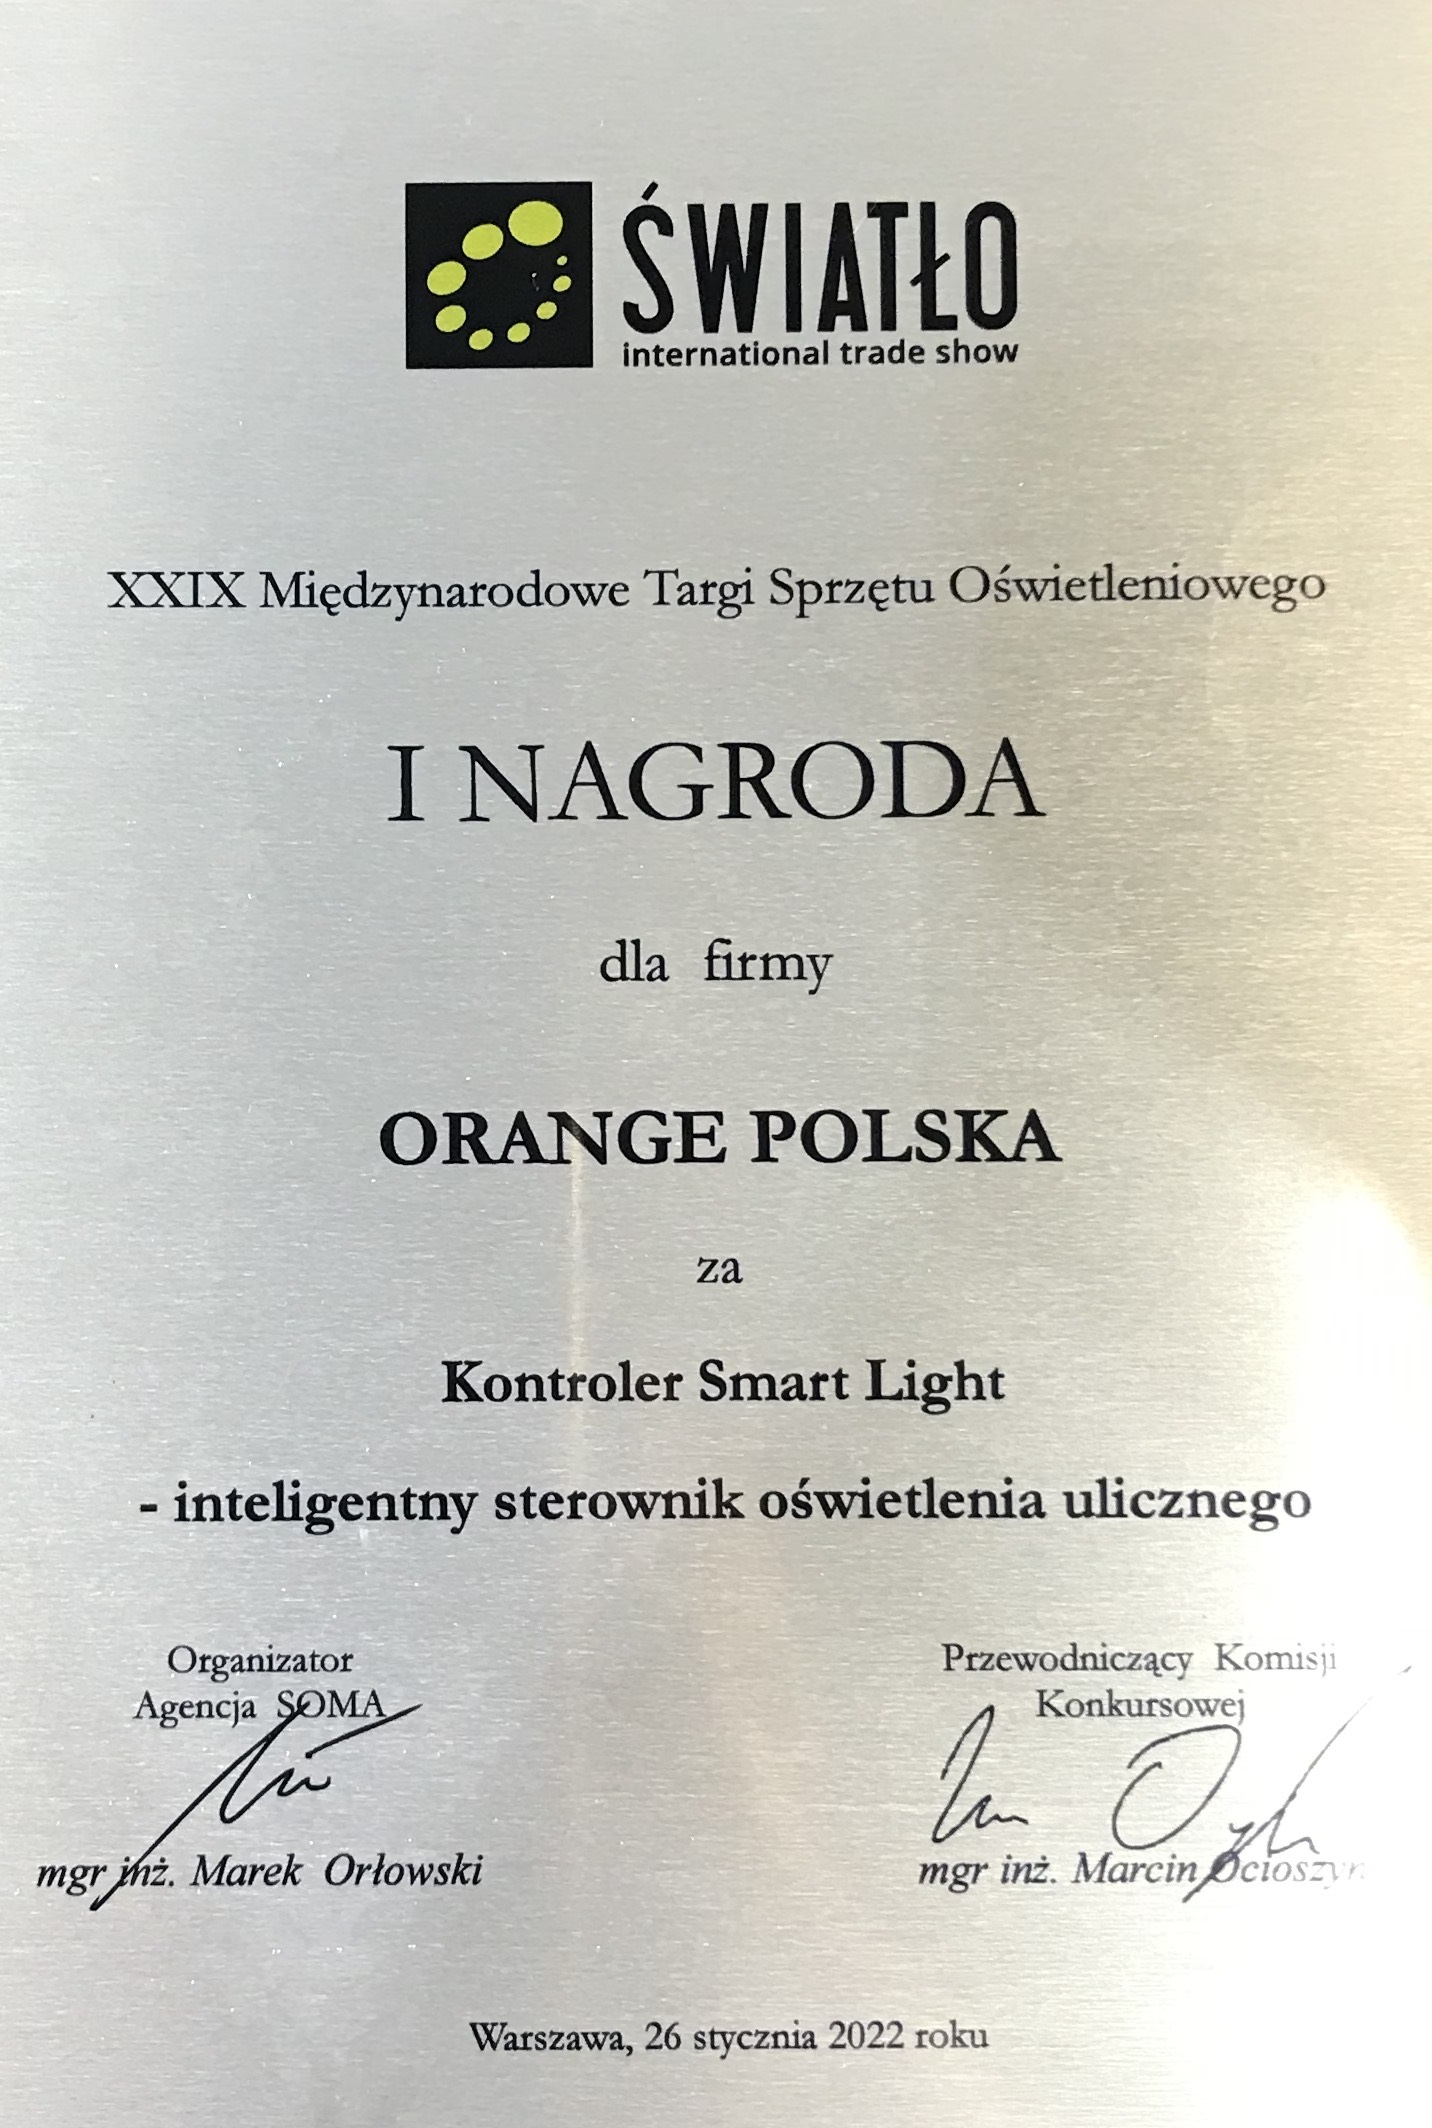 ŚWIATŁO
international trade show
XXIX Międzynarodowe Targi Sprzętu Oświetleniowego
I NAGRODA
dla firmy
ORANGE POLSKA
za
Kontroler Smart Light
- inteligentny sterownik oświetlenia ulicznego
Organizator
Agencja SOMA
mgr inż. Marek Orłowski
Przewodniczący Komisji
Konkursowej
mgr inż. Marcin
Warszawa, 26 stycznia 2022 roku